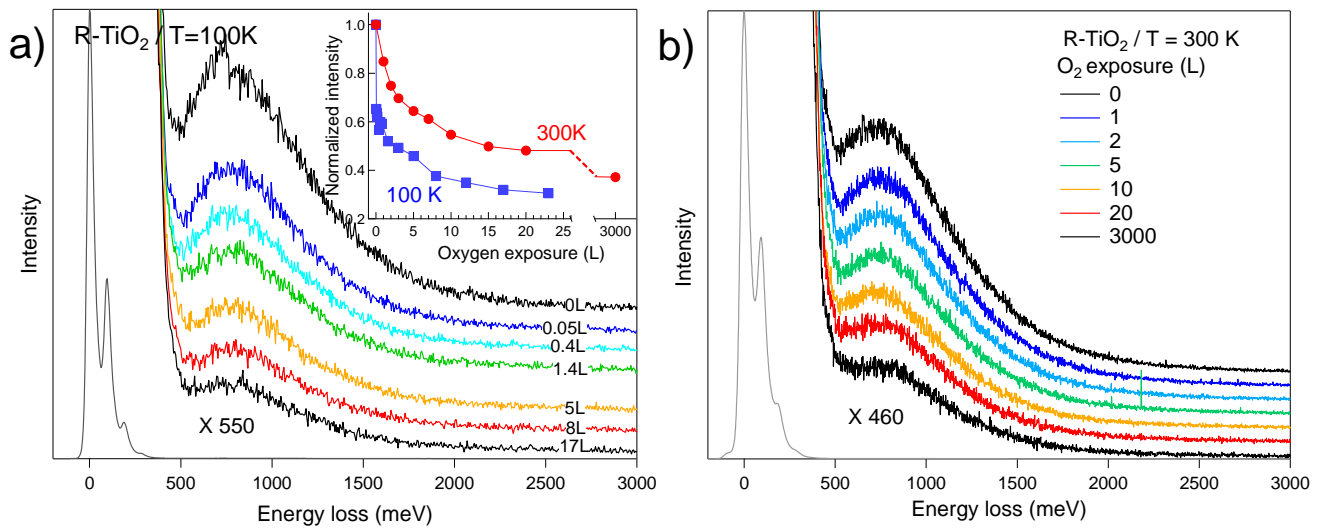 a)
R-TiO₂ / T=100K
Intensity
Normalized intensity
1.0
0.8
0.6
0.4
0.2
300K
100 K
0
5
10
15
20
25
3000
Oxygen exposure (L)
0L
0.05L
0.4L
1.4L
5L
8L
17L
X 550
0
500
1000
1500
2000
2500
3000
Energy loss (meV)
b)
R-TiO₂ / T = 300 K
O₂ exposure (L)
0
1
2
5
10
20
3000
Intensity
X 460
0
500
1000
1500
2000
2500
3000
Energy loss (meV)